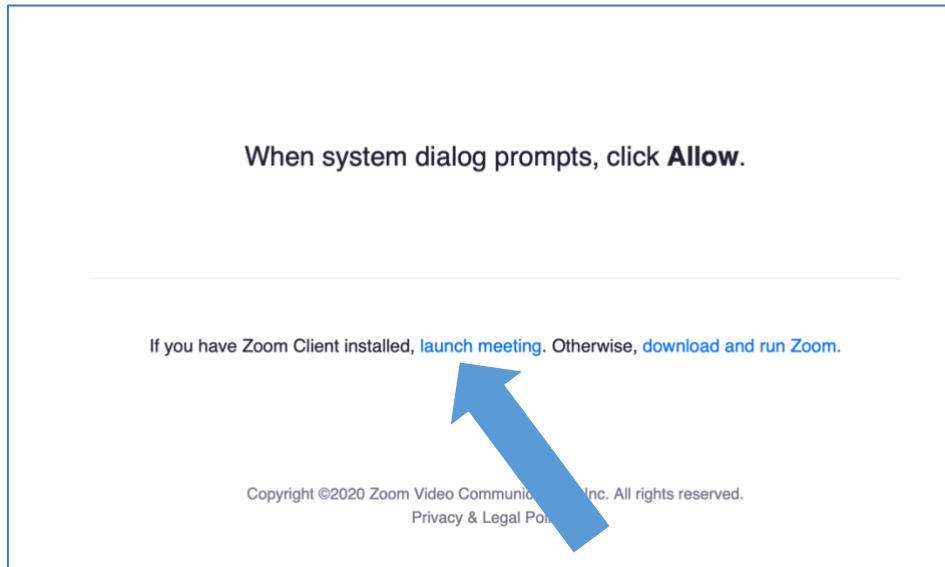 When system dialog prompts, click Allow.
If you have Zoom Client installed, launch meeting. Otherwise, download and run Zoom.
Copyright ©2020 Zoom Video Communic Inc. All rights reserved.
Privacy & Legal